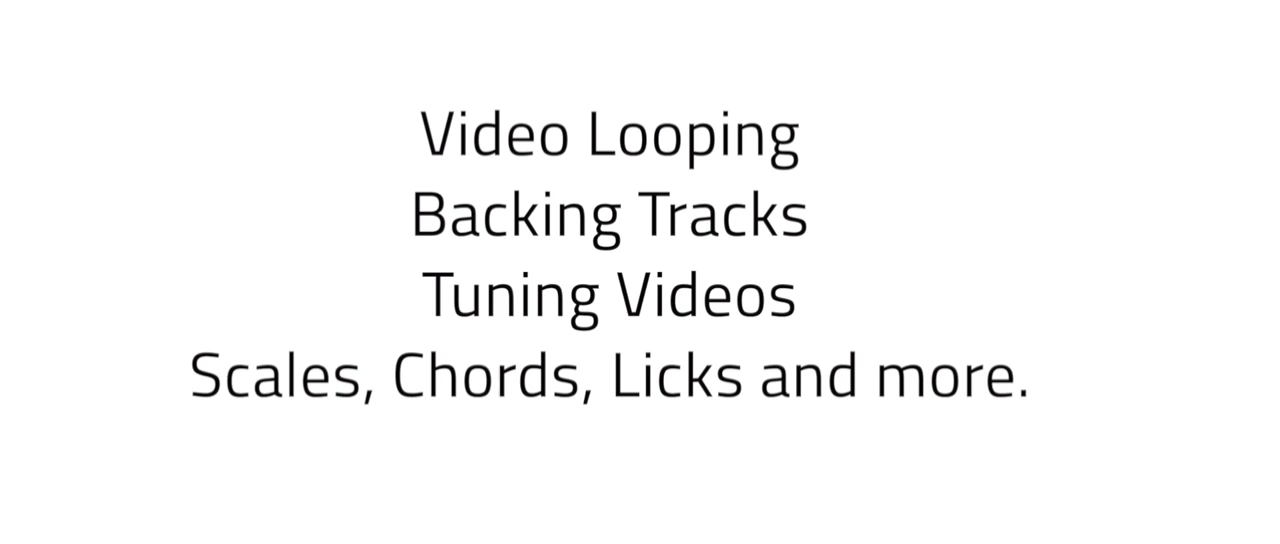 Video Looping
Backing Tracks
Tuning Videos
Scales, Chords, Licks and more.